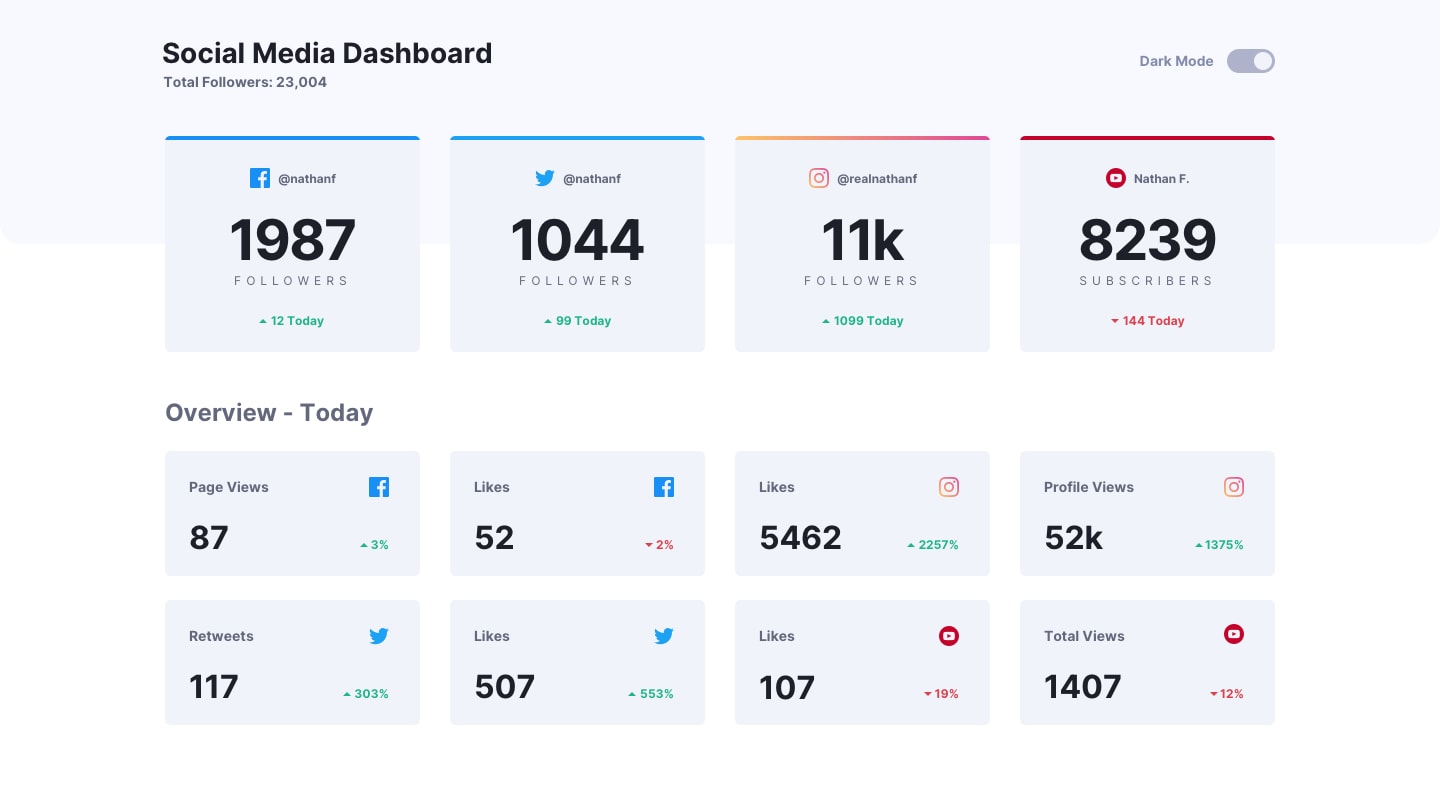 Social Media Dashboard
Total Followers: 23,004
Dark Mode
@nathanf
1987
FOLLOWERS
12 Today
@nathanf
1044
FOLLOWERS
99 Today
@realnathanf
11k
FOLLOWERS
1099 Today
Nathan F.
8239
SUBSCRIBERS
144 Today
Overview - Today
Page Views
87
3%
Likes
52
2%
Likes
5462
2257%
Profile Views
52k
1375%
Retweets
117
303%
Likes
507
553%
Likes
107
19%
Total Views
1407
12%